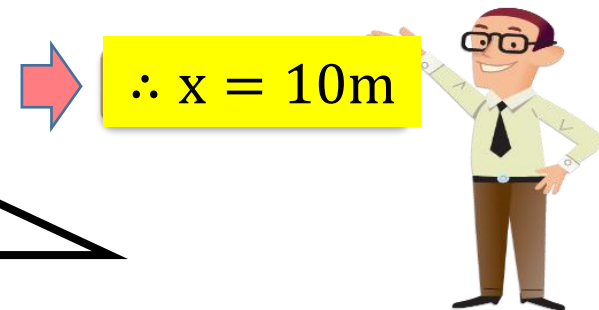 ∴ x = 10m